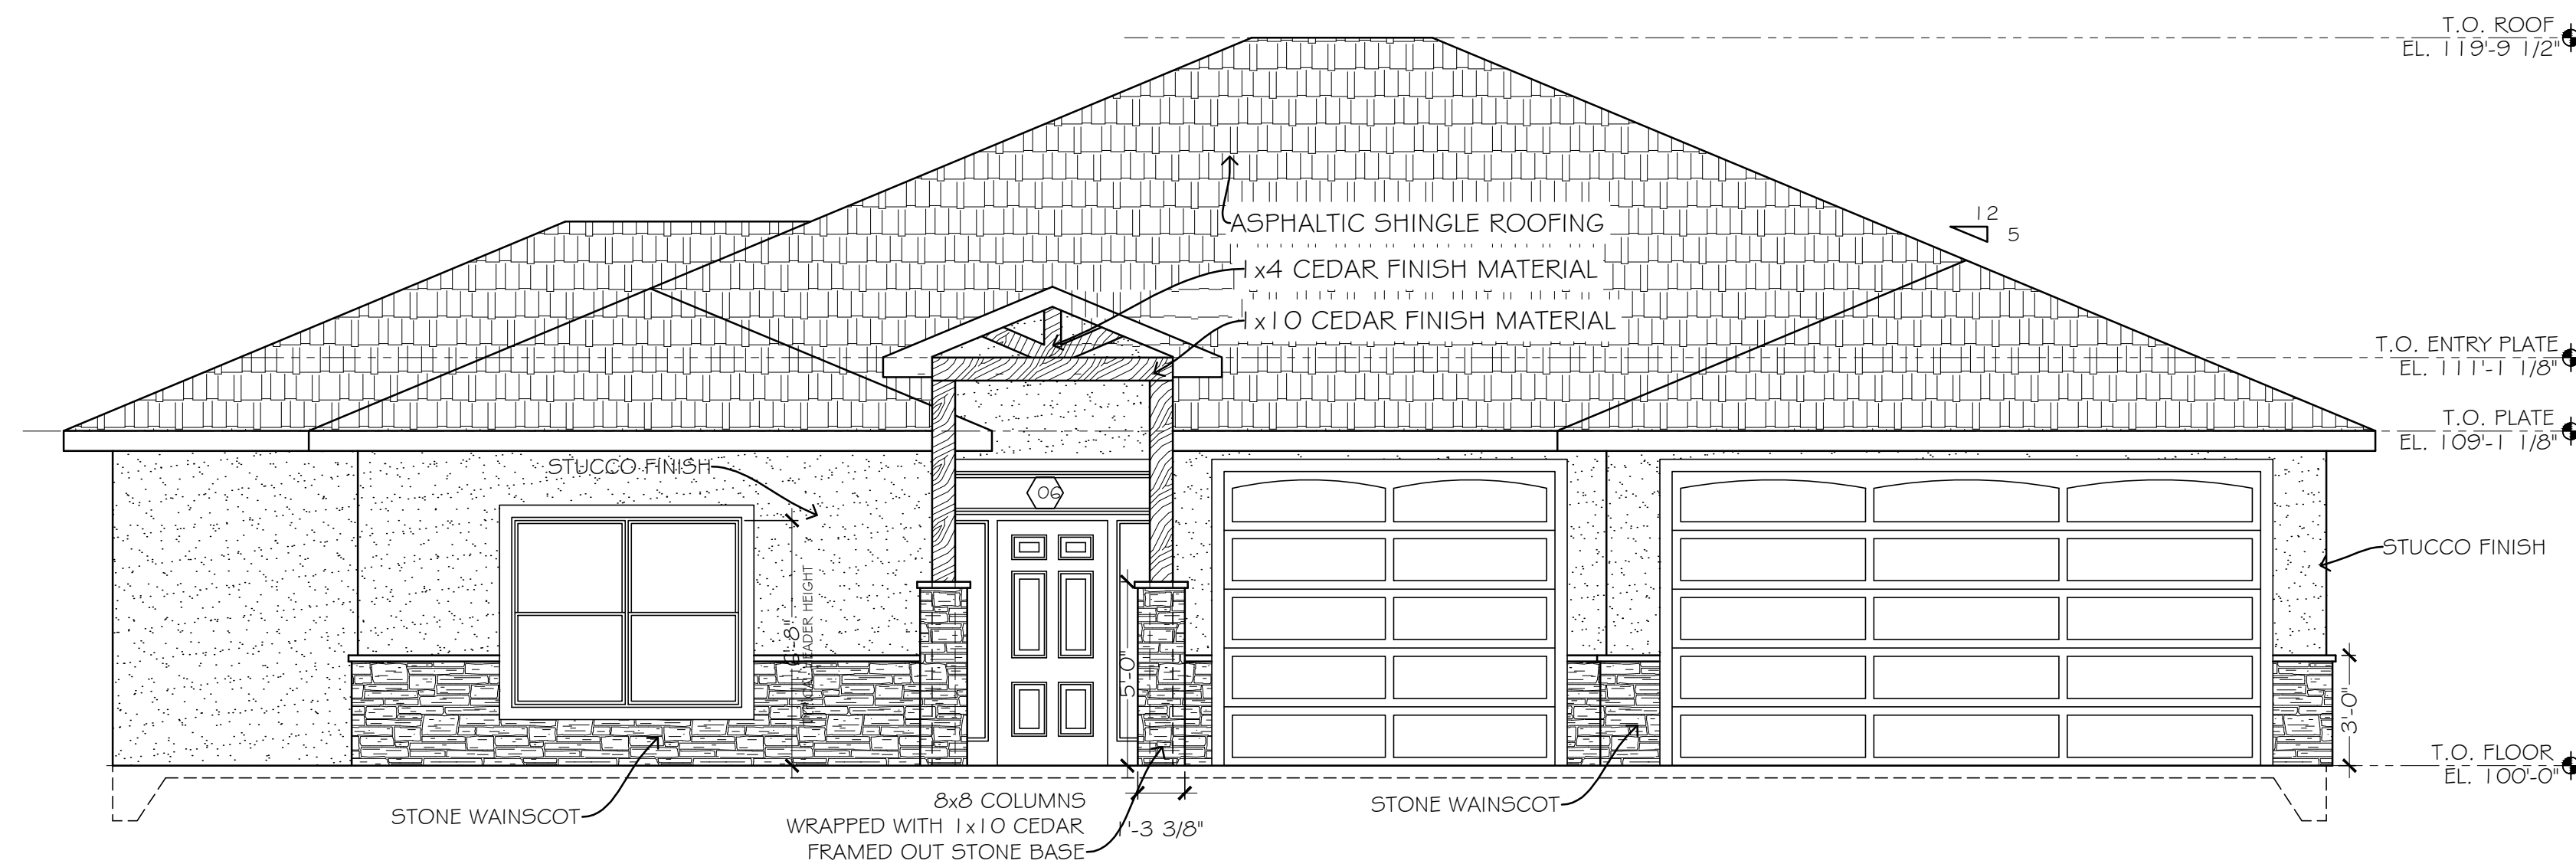 T.O. ROOF
EL. 119'-9 1/2"
12
5
ASPHALTIC SHINGLE ROOFING
1x4 CEDAR FINISH MATERIAL
1x10 CEDAR FINISH MATERIAL
T.O. ENTRY PLATE
EL. 111'-1 1/8"
T.O. PLATE
EL. 109'-1 1/8"
STUCCO FINISH
06
STUCCO FINISH
6'-8"
TYPICAL HEADER HEIGHT
5'-0"
3'-0"
T.O. FLOOR
EL. 100'-0"
STONE WAINSCOT
8x8 COLUMNS
WRAPPED WITH 1x10 CEDAR
FRAMED OUT STONE BASE
1'-3 3/8"
STONE WAINSCOT